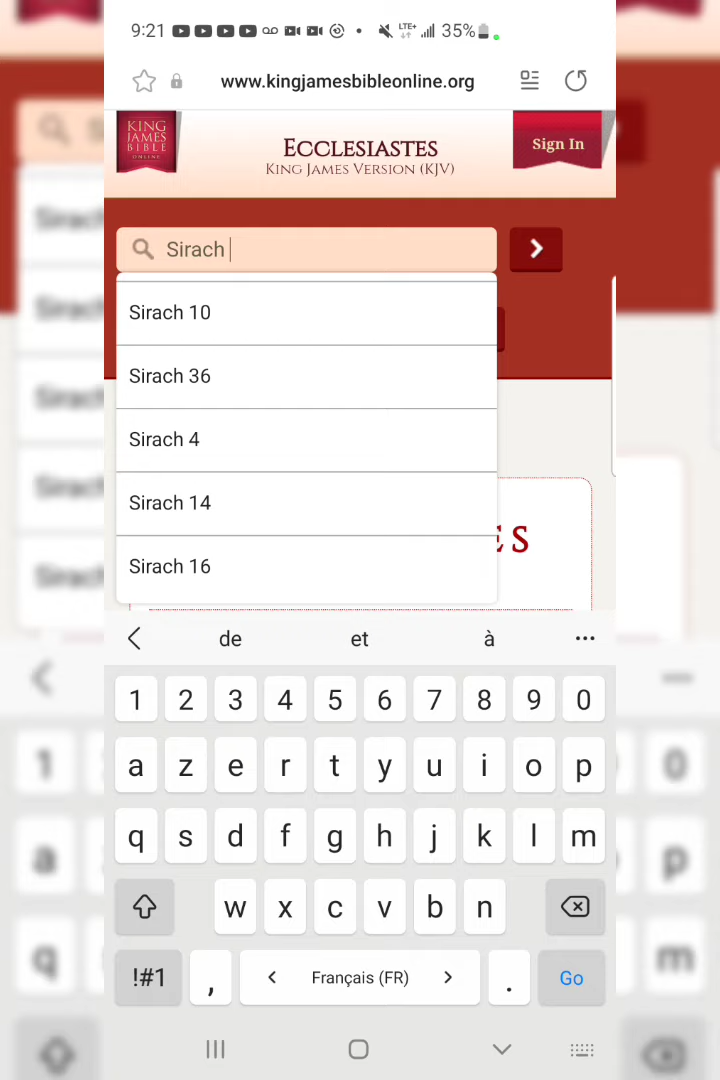 9:21 LTE+ 35%
www.kingjamesbibleonline.org
KING
JAMES
BIBLE
ONLINE
ECCLESIASTES
KING JAMES VERSION (KJV)
Sign In
Sirach
Sirach 10
Sirach 36
Sirach 4
Sirach 14
Sirach 16
ES
de et à ...
1 2 3 4 5 6 7 8 9 0
a z e r t y u i o p
q s d f g h j k l m
w x c v b n
!#1 , < Français (FR) > . Go